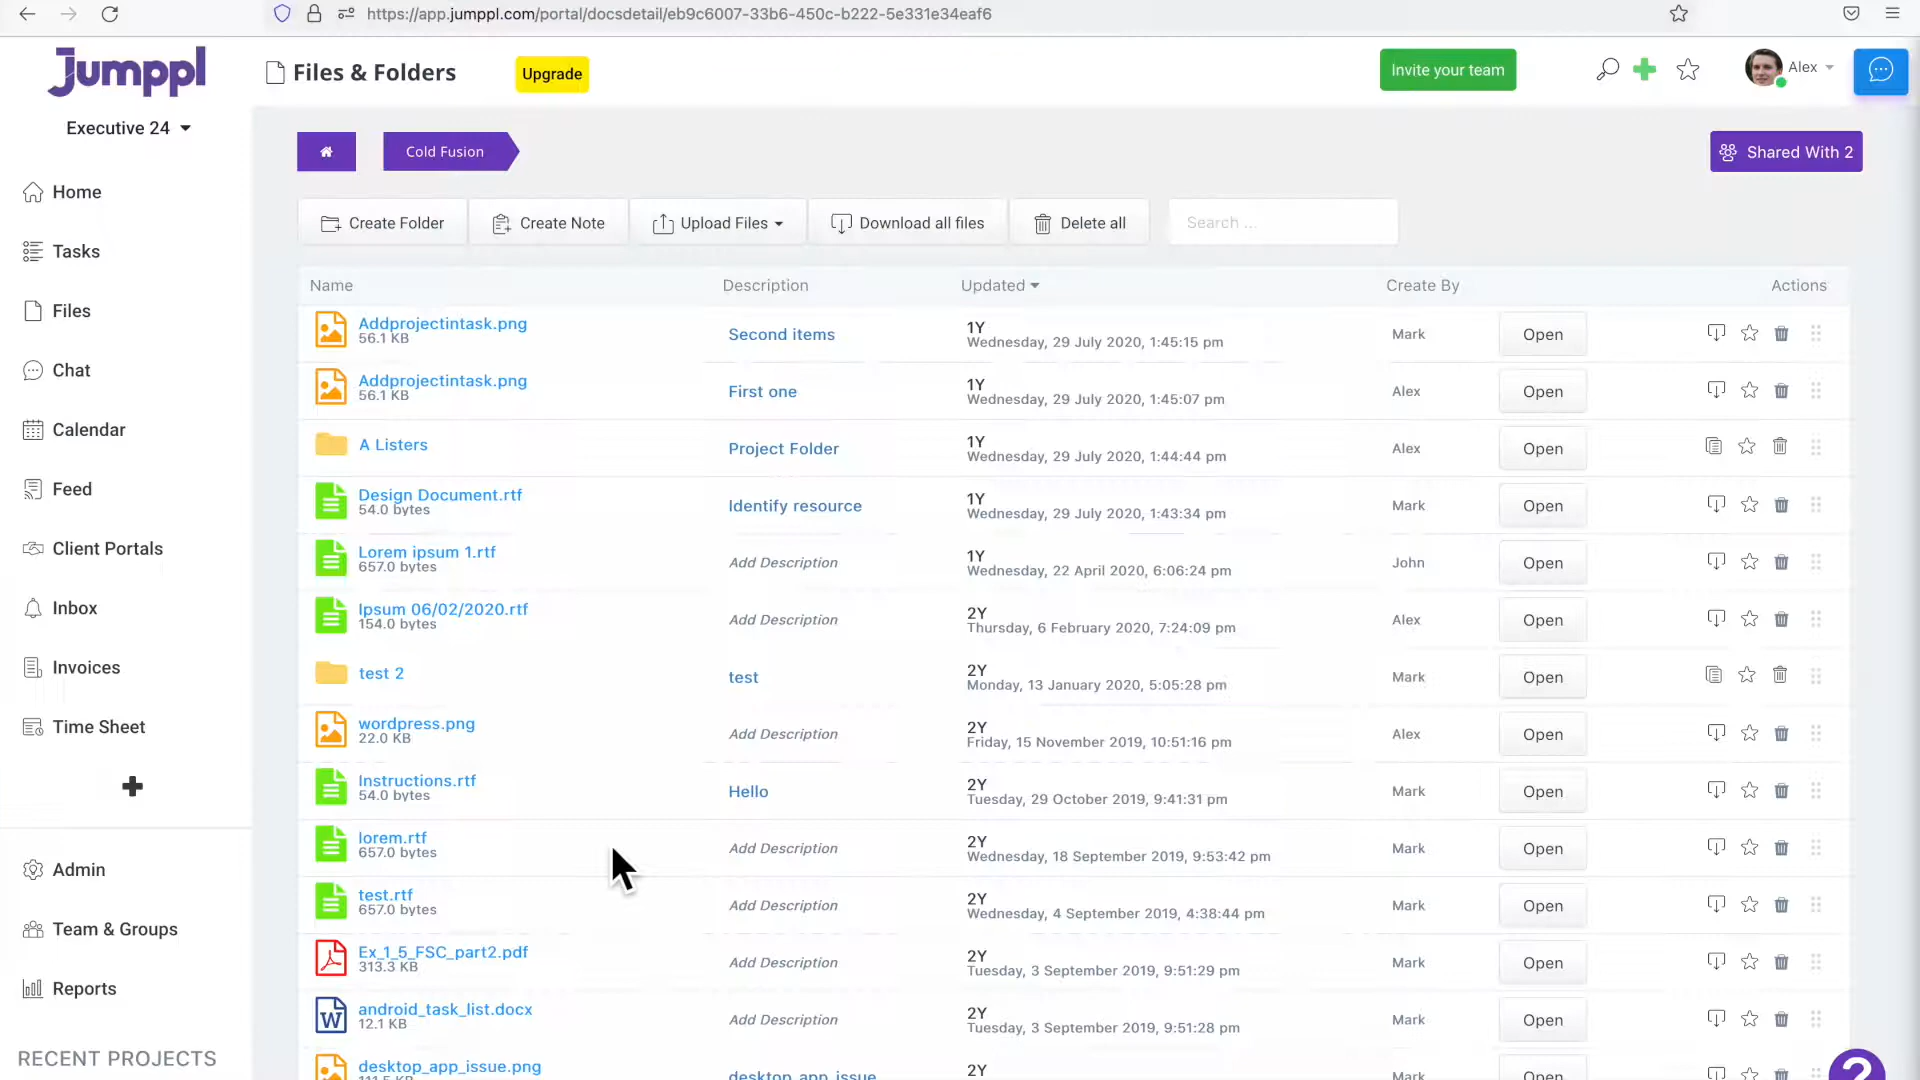 https://app.jumppl.com/portal/docsdetail/eb9c6007-33b6-450c-b222-5e331e34eaf6
Jumppl
Files & Folders
Upgrade
Invite your team
Alex
Executive 24
Home
Tasks
Files
Chat
Calendar
Feed
Client Portals
Inbox
Invoices
Time Sheet
Admin
Team & Groups
Reports
RECENT PROJECTS
Cold Fusion
Shared With 2
Create Folder
Create Note
Upload Files
Download all files
Delete all
Search ...
Name Description Updated Create By Actions
Addprojectintask.png
56.1 KB
Second items
1Y
Wednesday, 29 July 2020, 1:45:15 pm
Mark
Open
Addprojectintask.png
56.1 KB
First one
1Y
Wednesday, 29 July 2020, 1:45:07 pm
Alex
Open
A Listers
Project Folder
1Y
Wednesday, 29 July 2020, 1:44:44 pm
Alex
Open
Design Document.rtf
54.0 bytes
Identify resource
1Y
Wednesday, 29 July 2020, 1:43:34 pm
Mark
Open
Lorem ipsum 1.rtf
657.0 bytes
Add Description
1Y
Wednesday, 22 April 2020, 6:06:24 pm
John
Open
Ipsum 06/02/2020.rtf
154.0 bytes
Add Description
2Y
Thursday, 6 February 2020, 7:24:09 pm
Alex
Open
test 2
test
2Y
Monday, 13 January 2020, 5:05:28 pm
Mark
Open
wordpress.png
22.0 KB
Add Description
2Y
Friday, 15 November 2019, 10:51:16 pm
Alex
Open
Instructions.rtf
54.0 bytes
Hello
2Y
Tuesday, 29 October 2019, 9:41:31 pm
Mark
Open
lorem.rtf
657.0 bytes
Add Description
2Y
Wednesday, 18 September 2019, 9:53:42 pm
Mark
Open
test.rtf
657.0 bytes
Add Description
2Y
Wednesday, 4 September 2019, 4:38:44 pm
Mark
Open
Ex_1_5_FSC_part2.pdf
313.3 KB
Add Description
2Y
Tuesday, 3 September 2019, 9:51:29 pm
Mark
Open
android_task_list.docx
12.1 KB
Add Description
2Y
Tuesday, 3 September 2019, 9:51:28 pm
Mark
Open
desktop_app_issue.png
111.5 KB
desktop_app_issue
2Y
Mark
Open
?